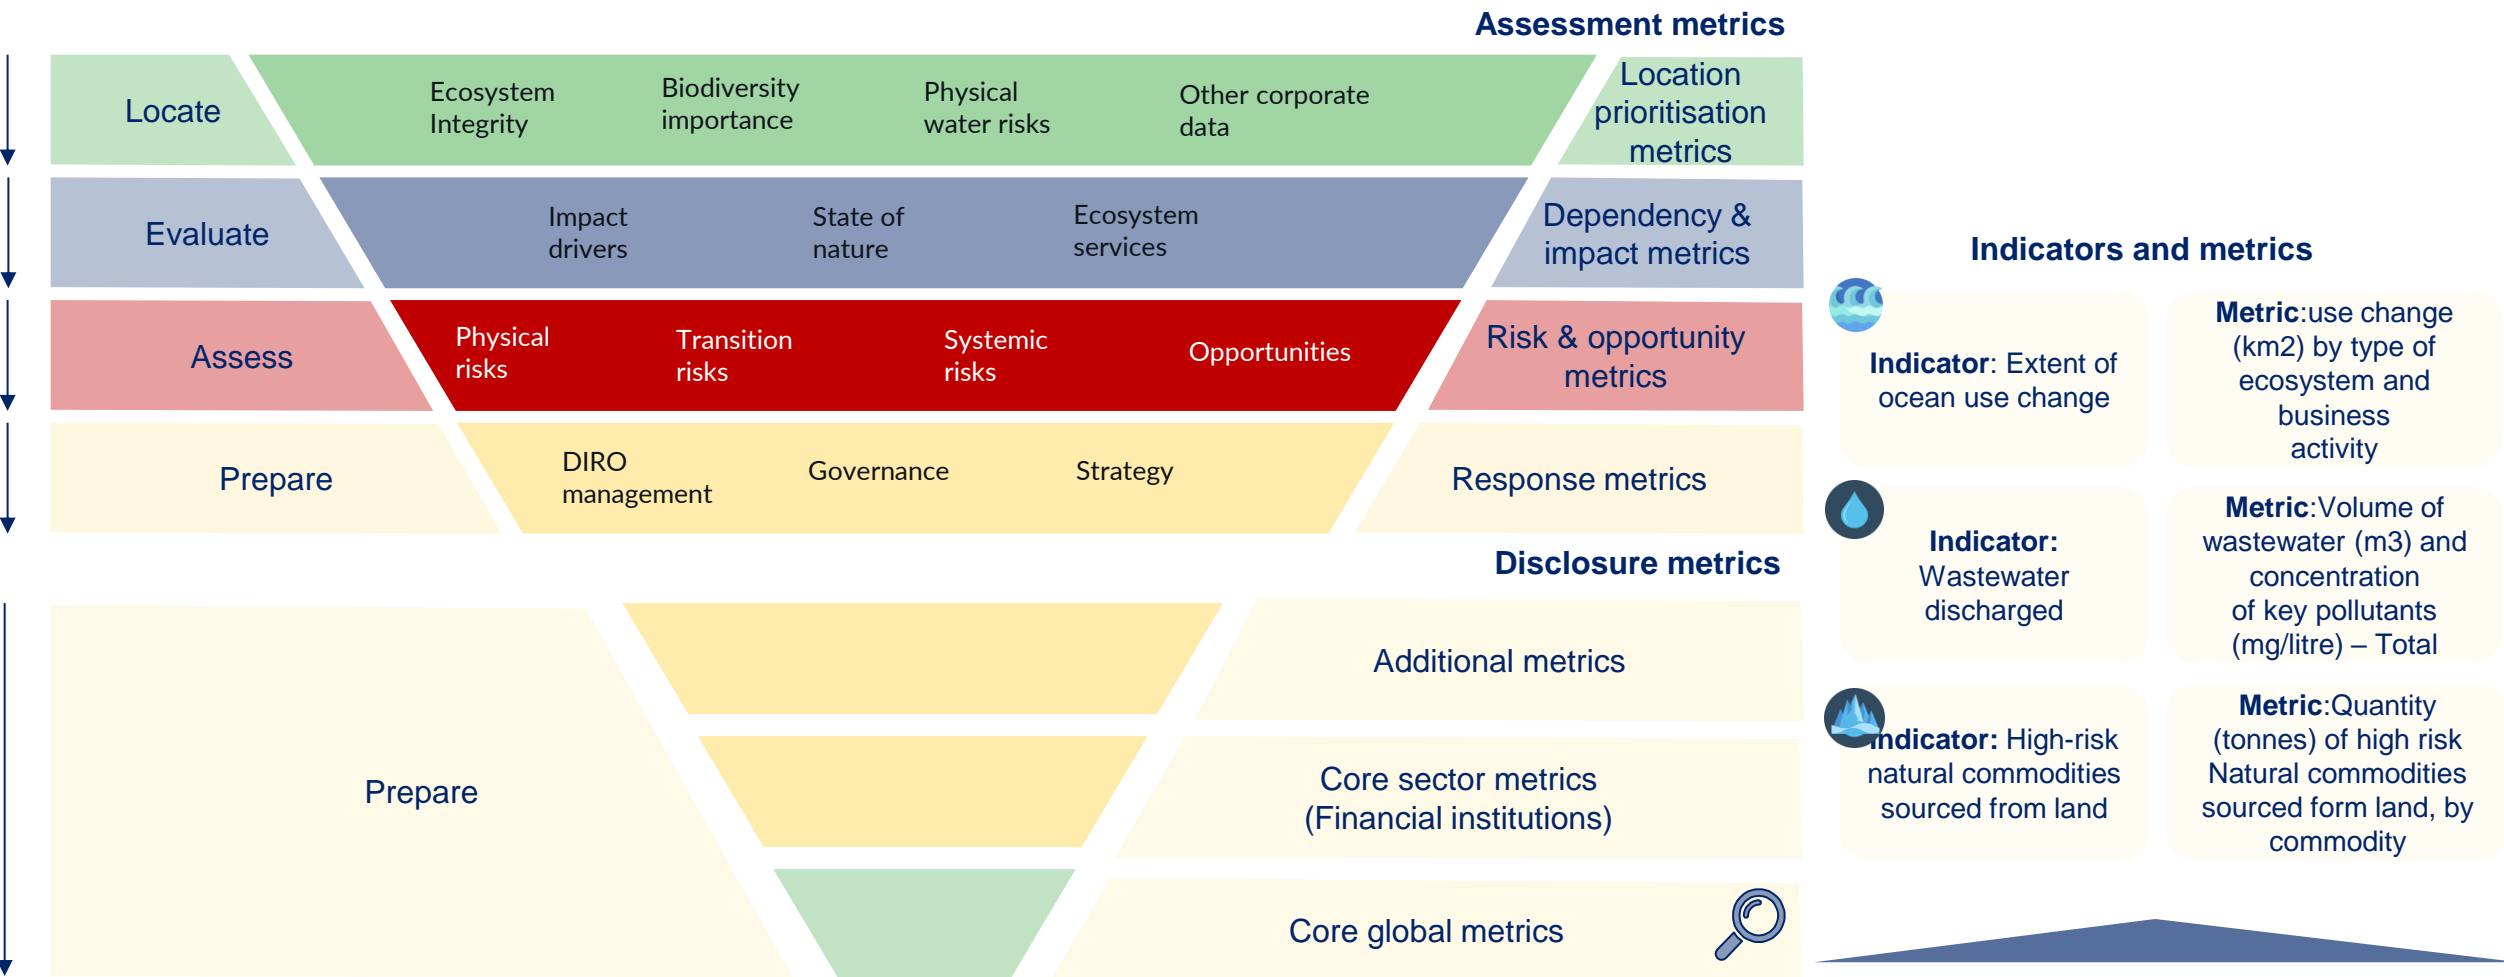 Assessment metrics
Locate
Ecosystem
Integrity
Biodiversity
importance
Physical
water risks
Other corporate
data
Location
prioritisation
metrics
Evaluate
Impact
drivers
State of
nature
Ecosystem
services
Dependency &
impact metrics
Assess
Physical
risks
Transition
risks
Systemic
risks
Opportunities
Risk & opportunity
metrics
Prepare
DIRO
management
Governance
Strategy
Response metrics
Disclosure metrics
Prepare
Additional metrics
Core sector metrics
(Financial institutions)
Core global metrics
Indicators and metrics
Indicator: Extent of
ocean use change
Metric:use change
(km2) by type of
ecosystem and
business
activity
Indicator:
Wastewater
discharged
Metric:Volume of
wastewater (m3) and
concentration
of key pollutants
(mg/litre) – Total
Indicator: High-risk
natural commodities
sourced from land
Metric:Quantity
(tonnes) of high risk
Natural commodities
sourced form land, by
commodity